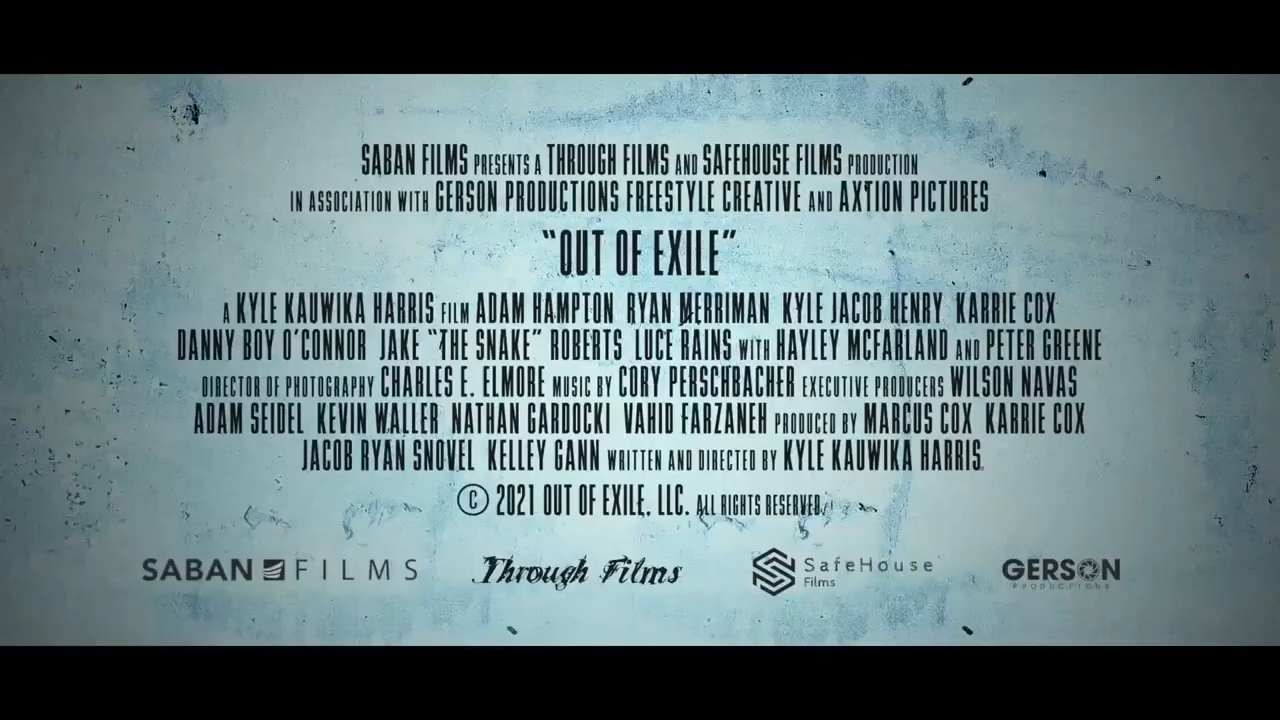 SABAN FILMS PRESENTS A THROUGH FILMS AND SAFEHOUSE FILMS PRODUCTION
IN ASSOCIATION WITH GERSON PRODUCTIONS FREESTYLE CREATIVE AND AXTION PICTURES
"OUT OF EXILE"
A KYLE KAUWIKA HARRIS FILM ADAM HAMPTON RYAN MERRIMAN KYLE JACOB HENRY KARRIE COX
DANNY BOY O'CONNOR JAKE "THE SNAKE" ROBERTS LUCE RAINS WITH HAYLEY MCFARLAND AND PETER GREENE
DIRECTOR OF PHOTOGRAPHY CHARLES E. ELMORE MUSIC BY CORY PERSCHBACHER EXECUTIVE PRODUCERS WILSON NAVAS
ADAM SEIDEL KEVIN WALLER NATHAN GARDOCKI VAHID FARZANEH PRODUCED BY MARCUS COX KARRIE COX
JACOB RYAN SNOVEL KELLEY GANN WRITTEN AND DIRECTED BY KYLE KAUWIKA HARRIS
© 2021 OUT OF EXILE, LLC. ALL RIGHTS RESERVED.
SABAN FILMS Through Films SafeHouse Films GERSON PRODUCTIONS